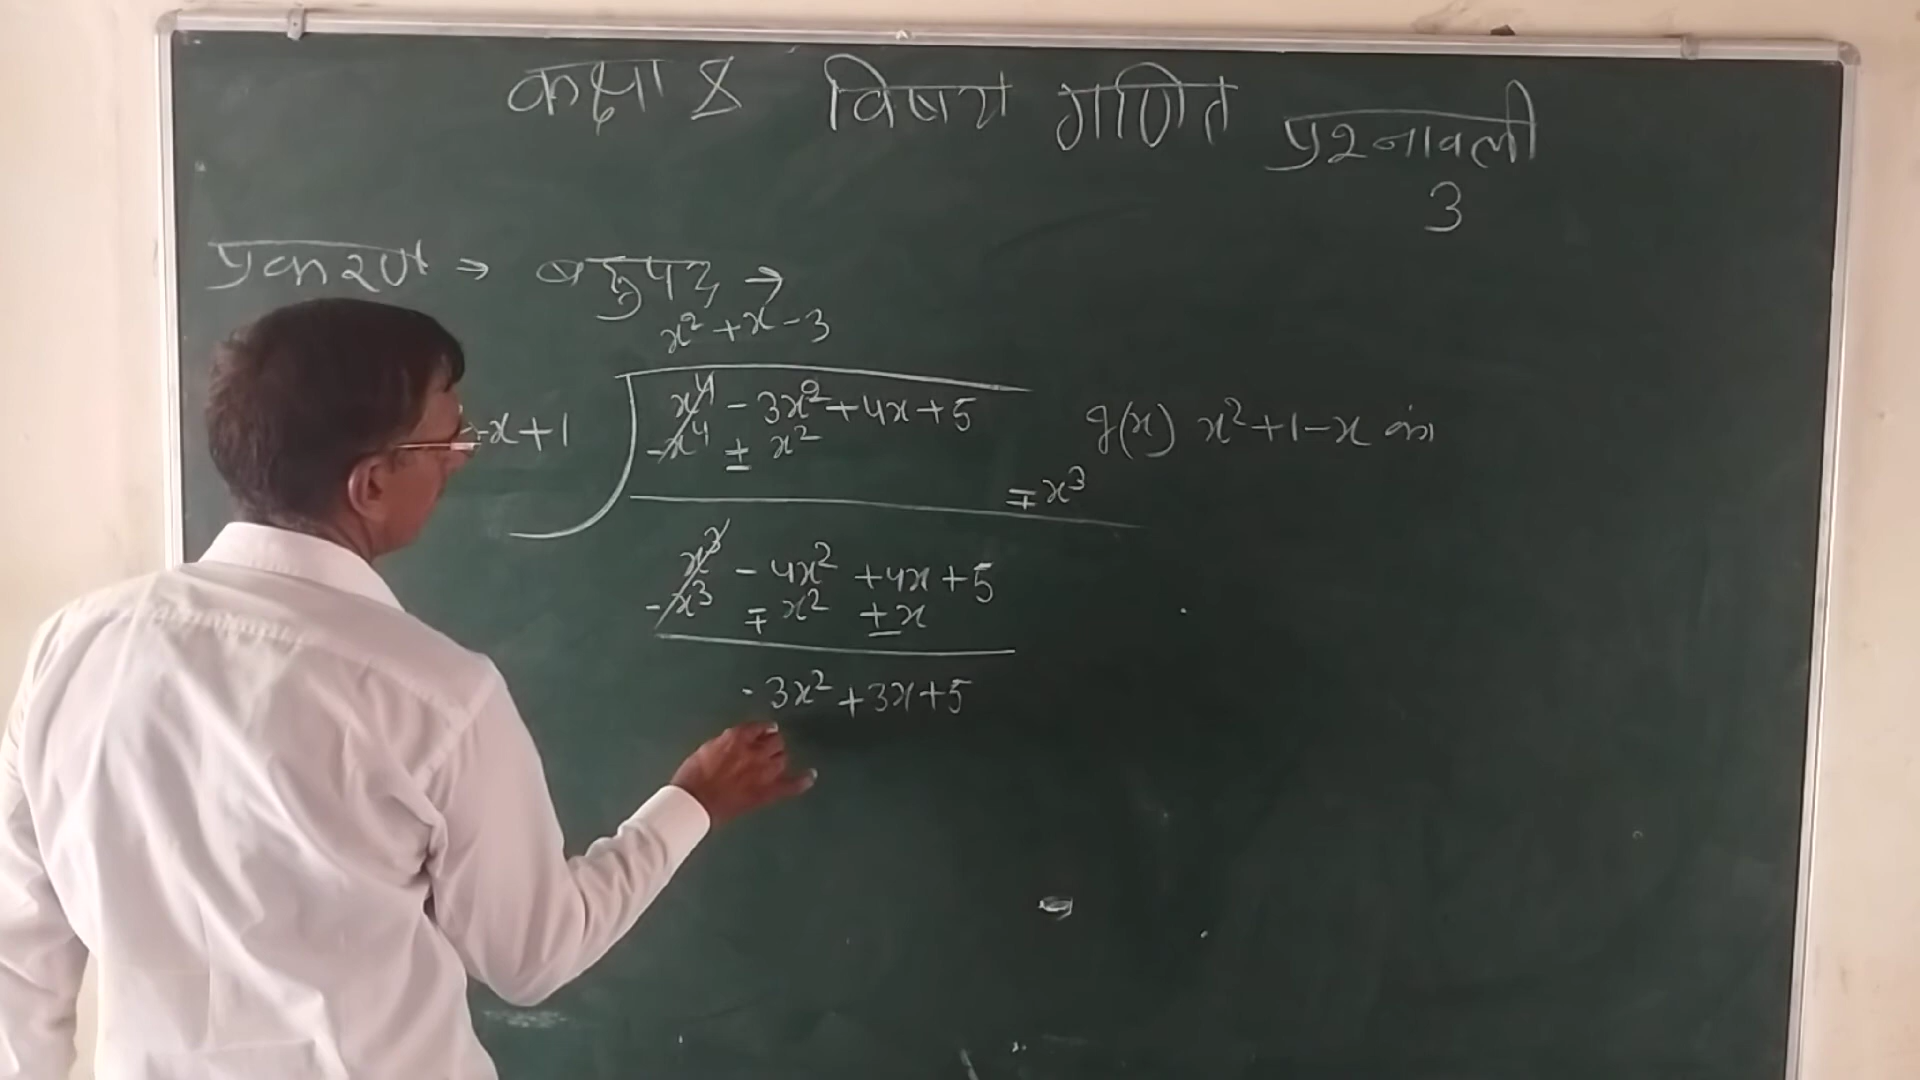 कक्षा 8 विषय गणित प्रश्नावली
3
प्रकरण → बहुपद →
x² + x - 3
-x+1 x⁴ - 3x² + 4x + 5 g(x) x²+1-x का
-x⁴ ± x²
∓ x³
x³ - 4x² + 4x + 5
-x³ ∓ x² ± x
- 3x² + 3x + 5